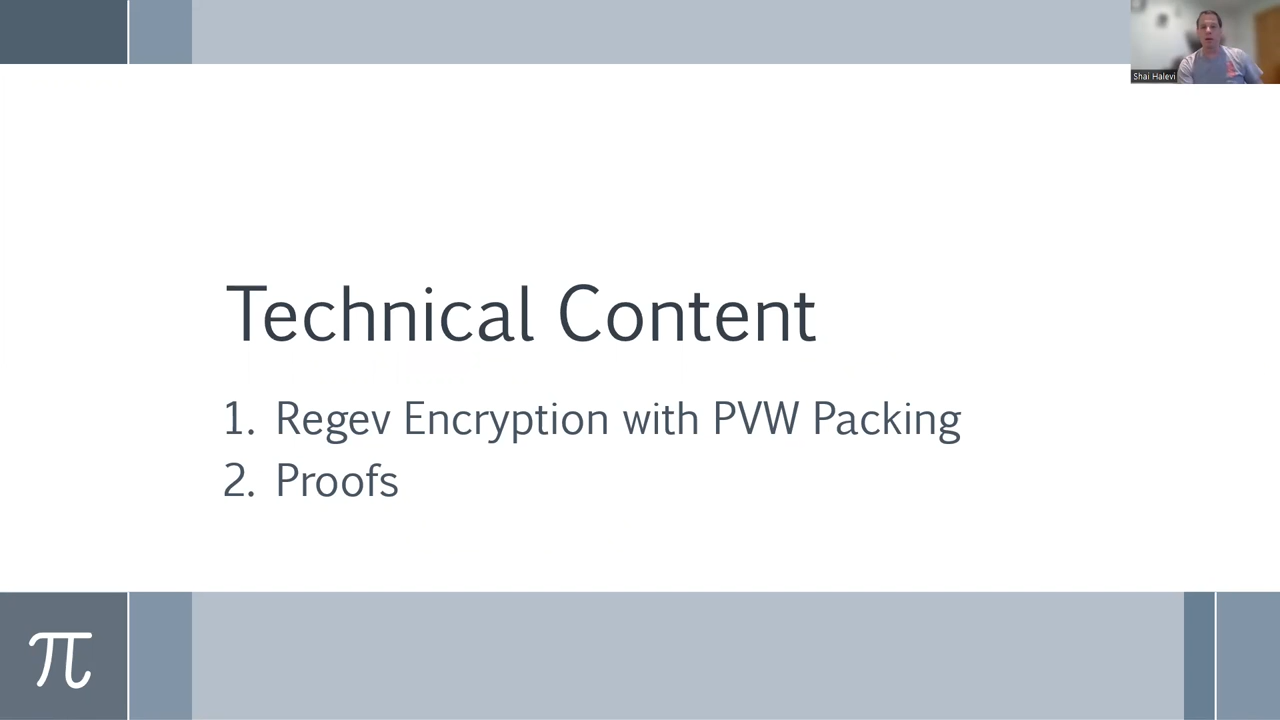 Shai Halevi
Technical Content
1. Regev Encryption with PVW Packing
2. Proofs
π